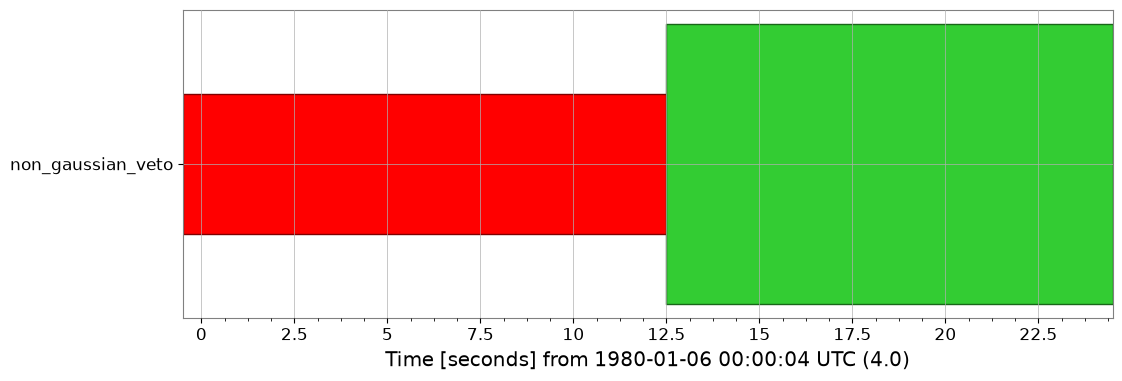 non_gaussian_veto
0 2.5 5 7.5 10 12.5 15 17.5 20 22.5
Time [seconds] from 1980-01-06 00:00:04 UTC (4.0)